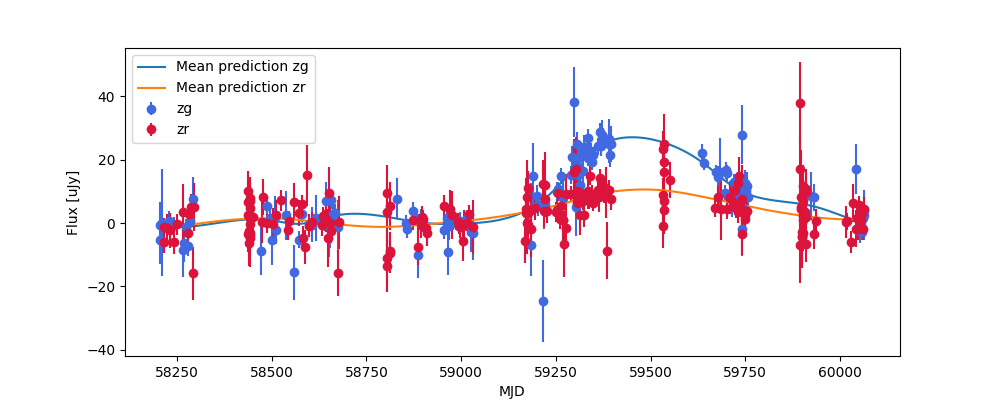 Mean prediction zg
Mean prediction zr
zg
zr
Flux [uJy]
40
20
0
−20
−40
58250
58500
58750
59000
59250
59500
59750
60000
MJD